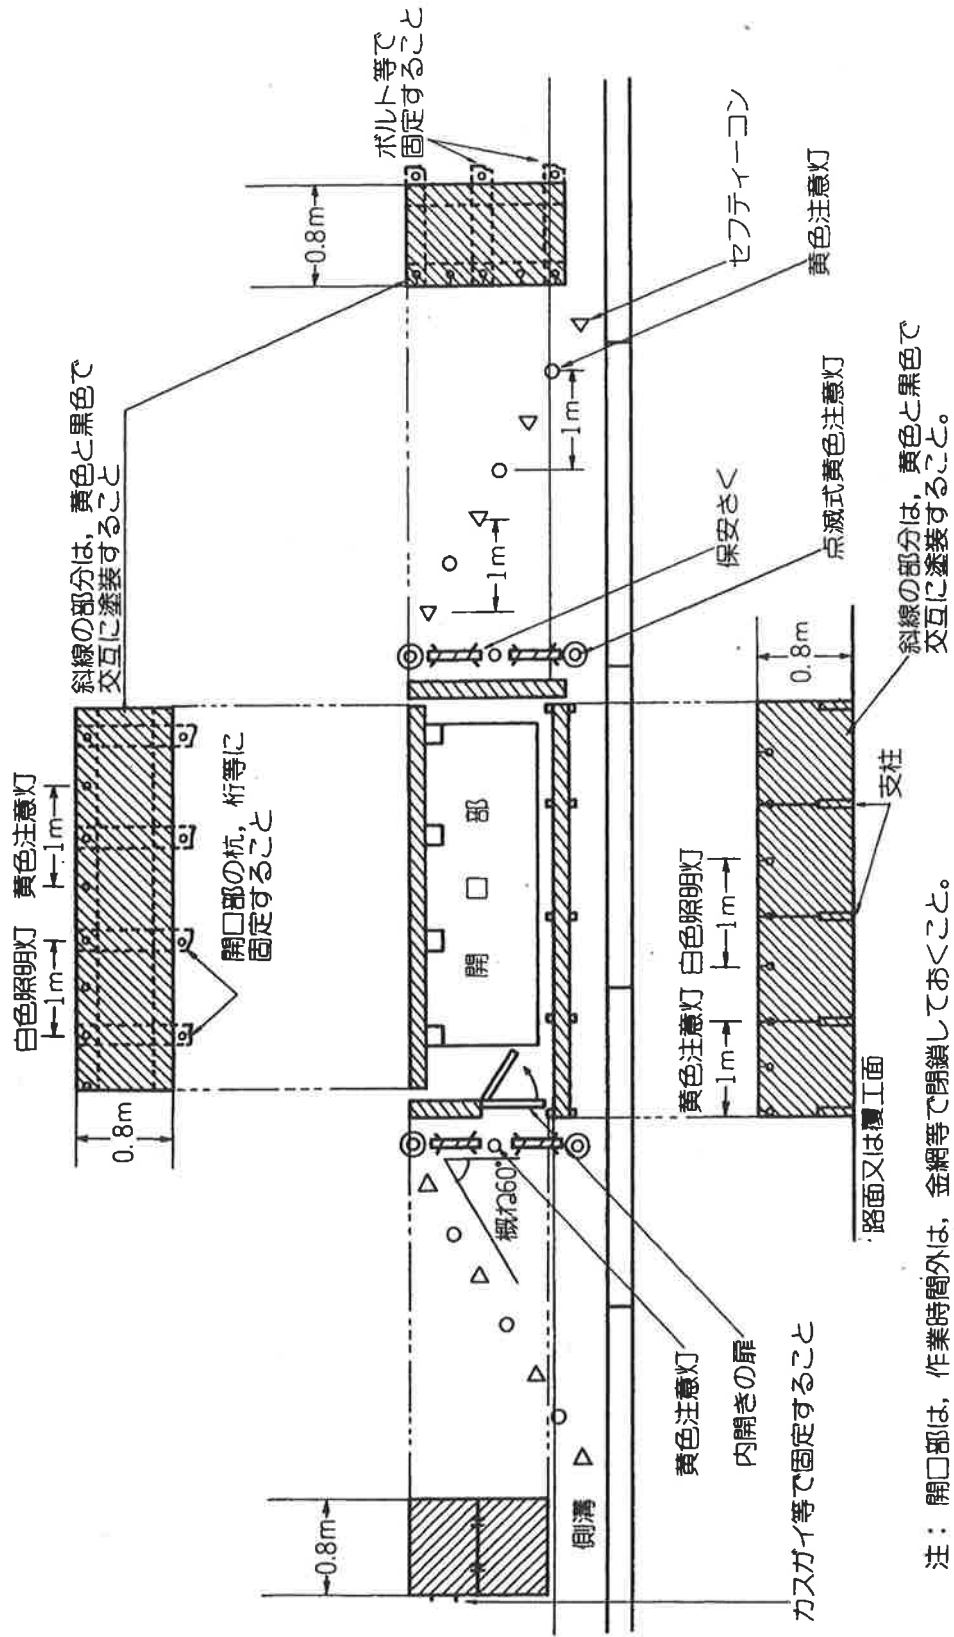 斜線の部分は，黄色と黒色で
交互に塗装すること
ボルト等で
固定すること
0.8m
白色照明灯
1m
黄色注意灯
1m
0.8m
開口部の杭，桁等に
固定すること
0.8m
開口部
概ね60°
1m
1m
側溝
セフティーコン
黄色注意灯
保安さく
点滅式黄色注意灯
黄色注意灯
内開きの扉
カスガイ等で固定すること
黄色注意灯
1m
白色照明灯
1m
0.8m
路面又は覆工面
支柱
斜線の部分は，黄色と黒色で
交互に塗装すること。
注： 開口部は，作業時間外は，金網等で閉鎖しておくこと。